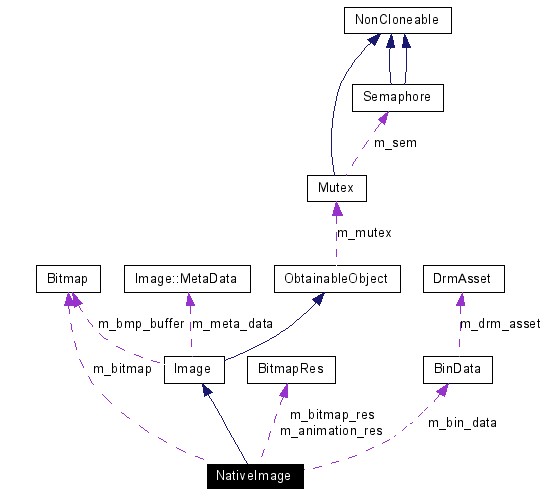 NonCloneable
Semaphore
m_sem
Mutex
m_mutex
Bitmap
Image::MetaData
ObtainableObject
DrmAsset
m_bmp_buffer
m_meta_data
m_drm_asset
m_bitmap
Image
BitmapRes
BinData
m_bitmap_res
m_animation_res
m_bin_data
NativeImage